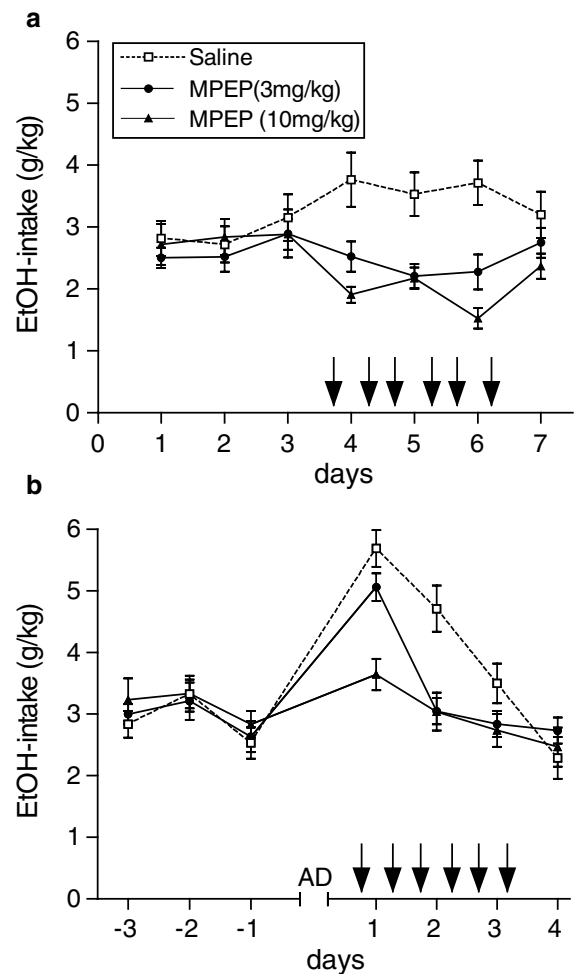 a
6
5
4
3
2
1
0
EtOH-intake (g/kg)
Saline
MPEP(3mg/kg)
MPEP (10mg/kg)
0 1 2 3 4 5 6 7
days
b
6
5
4
3
2
1
0
EtOH-intake (g/kg)
AD
-3 -2 -1 1 2 3 4
days